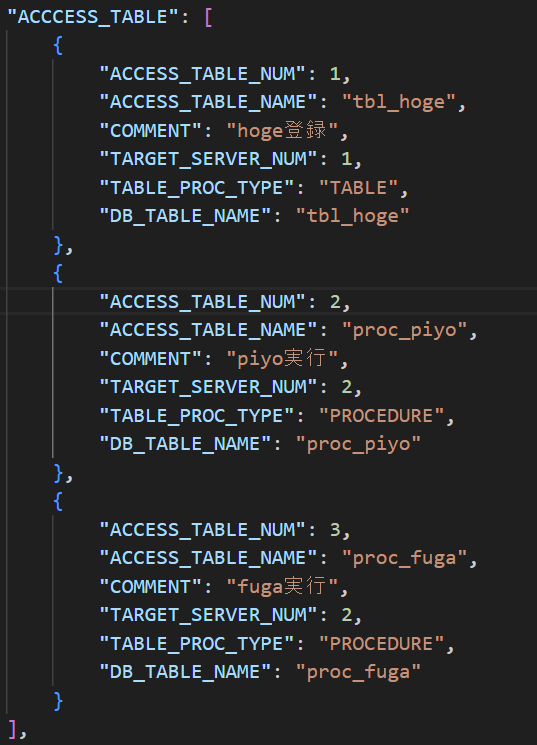 "ACCCESS_TABLE": [
{
"ACCESS_TABLE_NUM": 1,
"ACCESS_TABLE_NAME": "tbl_hoge",
"COMMENT": "hoge登録",
"TARGET_SERVER_NUM": 1,
"TABLE_PROC_TYPE": "TABLE",
"DB_TABLE_NAME": "tbl_hoge"
},
{
"ACCESS_TABLE_NUM": 2,
"ACCESS_TABLE_NAME": "proc_piyo",
"COMMENT": "piyo実行",
"TARGET_SERVER_NUM": 2,
"TABLE_PROC_TYPE": "PROCEDURE",
"DB_TABLE_NAME": "proc_piyo"
},
{
"ACCESS_TABLE_NUM": 3,
"ACCESS_TABLE_NAME": "proc_fuga",
"COMMENT": "fuga実行",
"TARGET_SERVER_NUM": 2,
"TABLE_PROC_TYPE": "PROCEDURE",
"DB_TABLE_NAME": "proc_fuga"
}
],